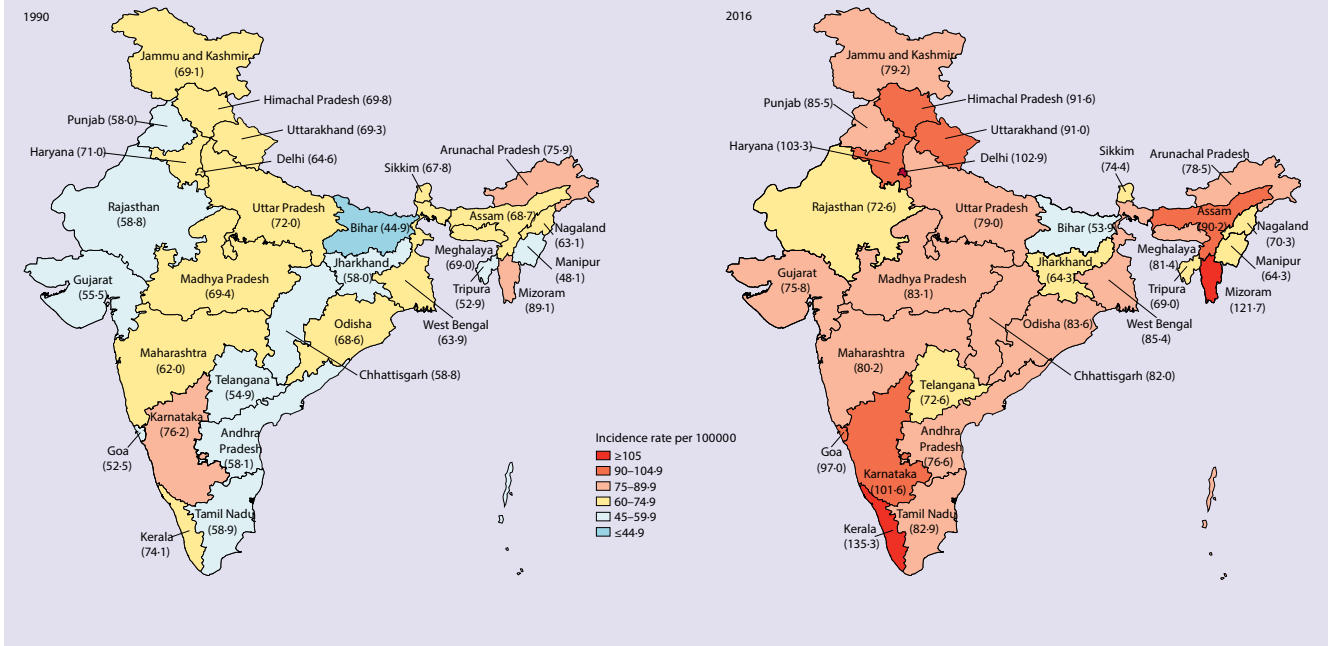 1990
Jammu and Kashmir
(69·1)
Himachal Pradesh (69·8)
Punjab (58·0)
Uttarakhand (69·3)
Haryana (71·0)
Delhi (64·6)
Arunachal Pradesh (75·9)
Sikkim (67·8)
Rajasthan
(58·8)
Uttar Pradesh
(72·0)
Bihar (44·9)
Assam (68·7)
Nagaland
(63·1)
Meghalaya
(69·0)
Manipur
(48·1)
Tripura
(52·9)
Mizoram
(89·1)
Jharkhand
(58·0)
Gujarat
(55·5)
Madhya Pradesh
(69·4)
West Bengal
(63·9)
Odisha
(68·6)
Chhattisgarh (58·8)
Maharashtra
(62·0)
Telangana
(54·9)
Karnataka
(76·2)
Andhra
Pradesh
(58·1)
Goa
(52·5)
Tamil Nadu
(58·9)
Kerala
(74·1)
Incidence rate per 100000
≥105
90–104·9
75–89·9
60–74·9
45–59·9
≤44·9
2016
Jammu and Kashmir
(79·2)
Himachal Pradesh (91·6)
Punjab (85·5)
Uttarakhand (91·0)
Haryana (103·3)
Delhi (102·9)
Sikkim
(74·4)
Arunachal Pradesh
(78·5)
Rajasthan (72·6)
Uttar Pradesh
(79·0)
Bihar (53·9)
Assam
(90·2)
Nagaland
(70·3)
Meghalaya
(81·4)
Manipur
(64·3)
Tripura
(69·0)
Mizoram
(121·7)
Jharkhand
(64·3)
Gujarat
(75·8)
Madhya Pradesh
(83·1)
West Bengal
(85·4)
Odisha (83·6)
Chhattisgarh (82·0)
Maharashtra
(80·2)
Telangana
(72·6)
Andhra
Pradesh
(76·6)
Goa
(97·0)
Karnataka
(101·6)
Tamil Nadu
(82·9)
Kerala
(135·3)